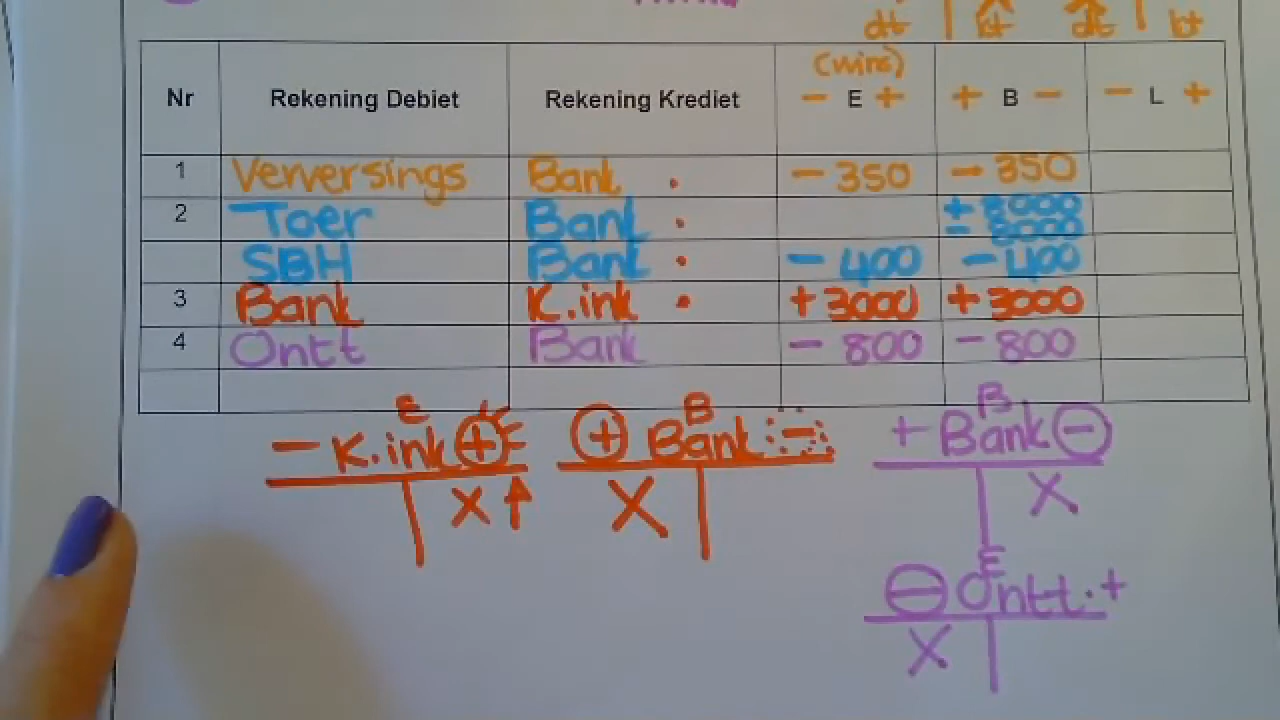 dt | kt dt | kt
(wins)
Nr Rekening Debiet Rekening Krediet - E + + B - - L +
1 Verversings Bank . - 350 - 350
2 Toer Bank . + 8000 - 8000
SBH Bank . - 400 - 400
3 Bank K.ink . + 3000 + 3000
4 Ontt Bank - 800 - 800
E B B
- K.ink + + Bank - + Bank -
X ↑ X X
E
- Ontt. +
X